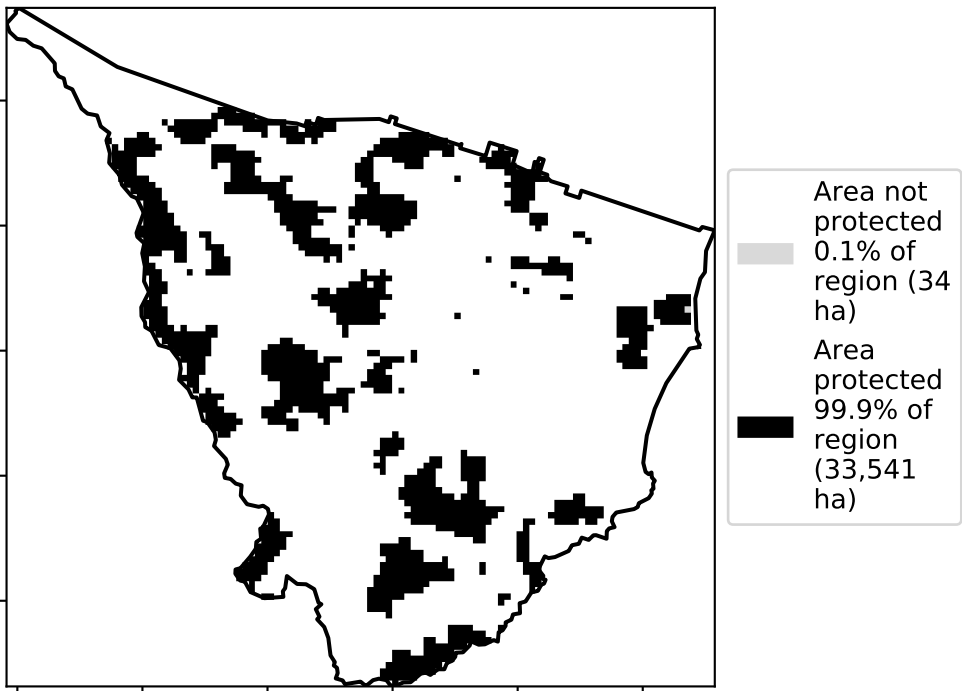 Area not
protected
0.1% of
region (34
ha)
Area
protected
99.9% of
region
(33,541
ha)